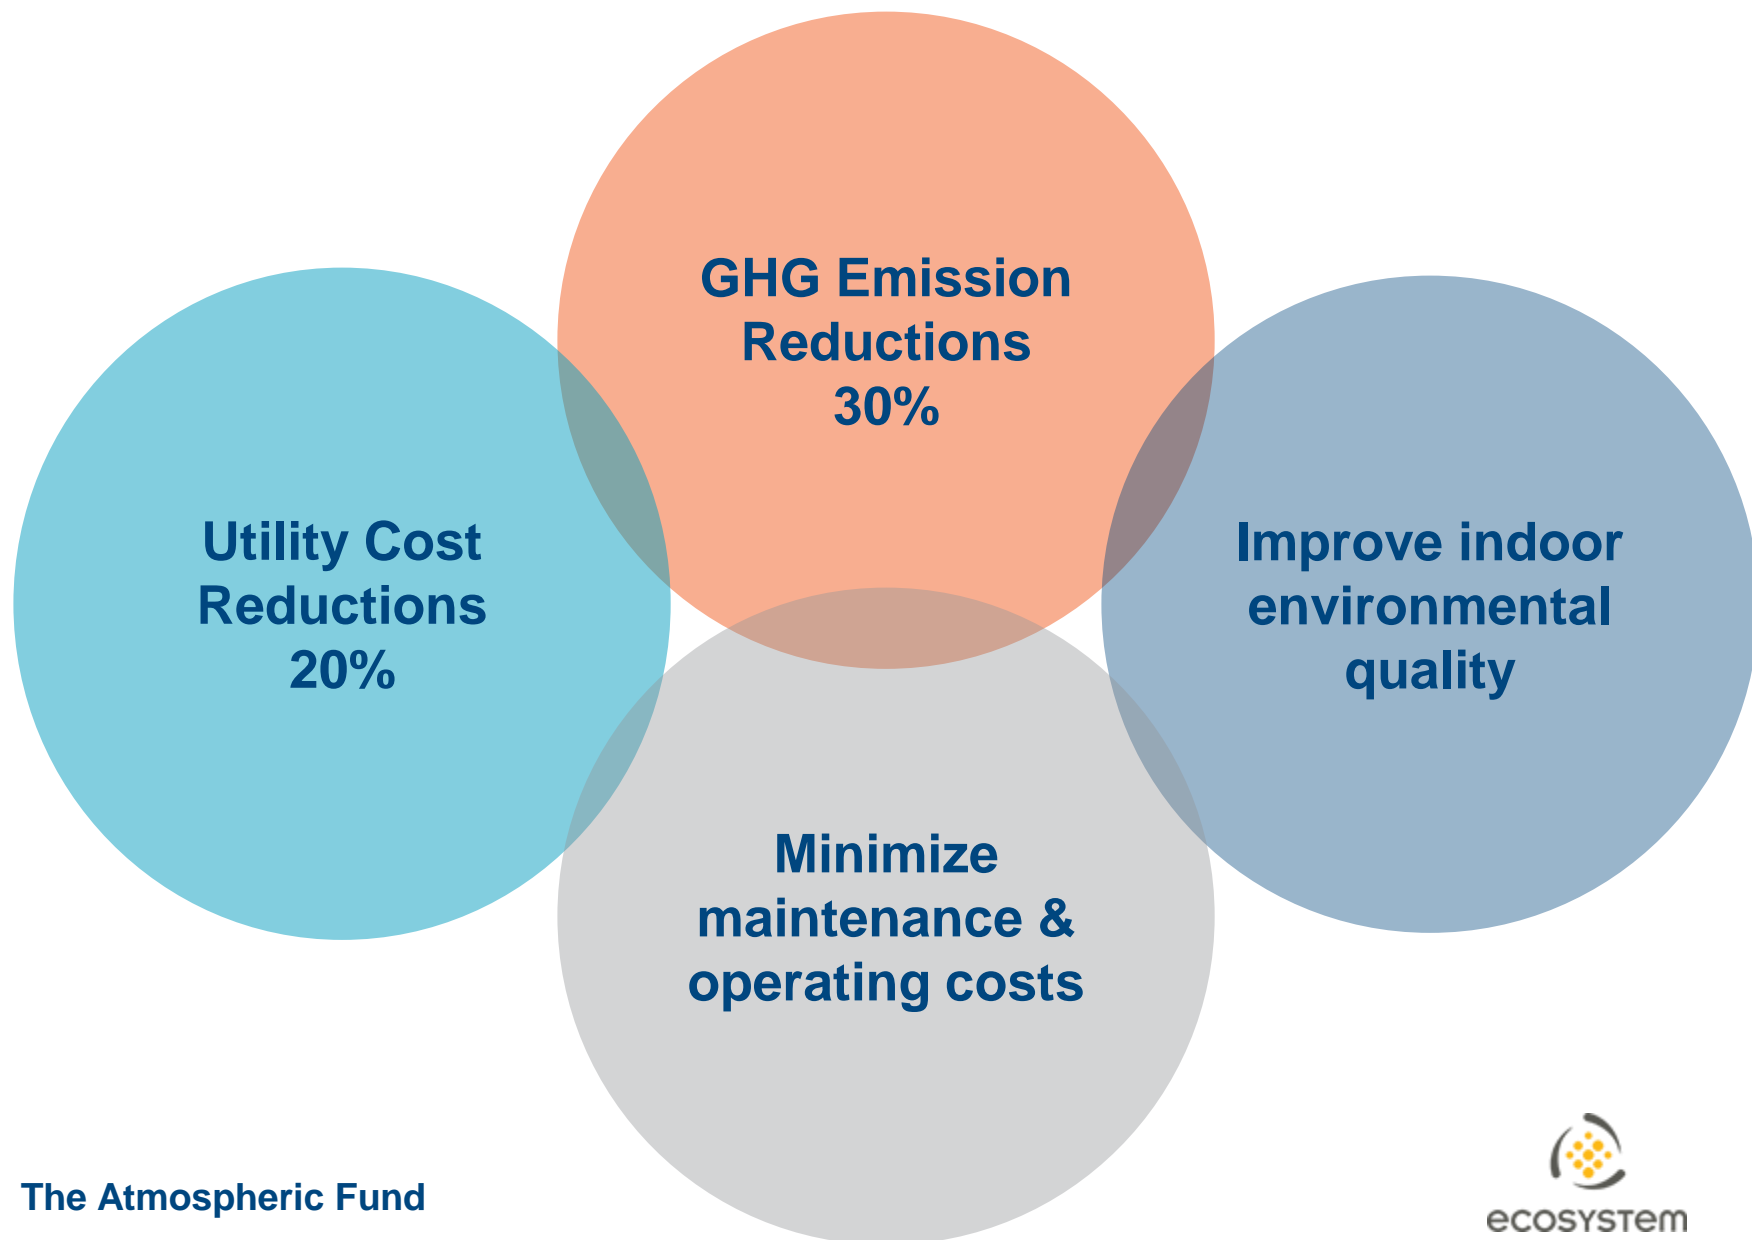 GHG Emission
Reductions
30%
Utility Cost
Reductions
20%
Improve indoor
environmental
quality
Minimize
maintenance &
operating costs
The Atmospheric Fund
ecosystem